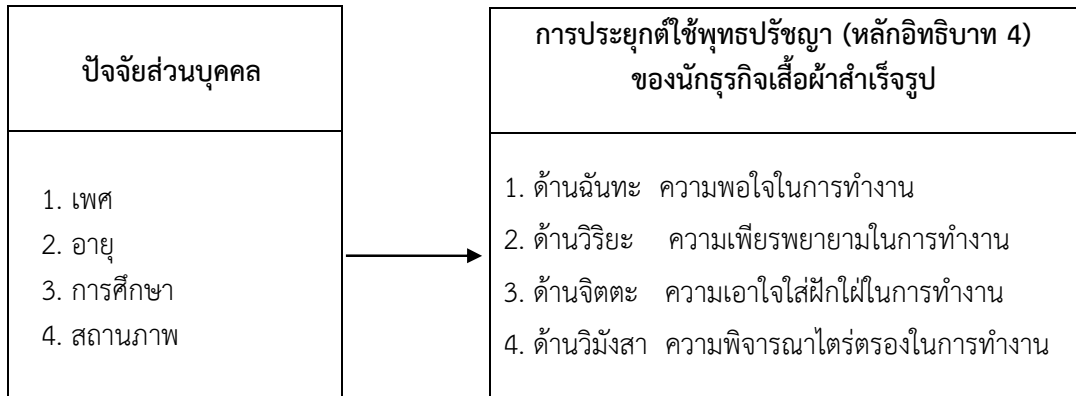 ปัจจัยส่วนบุคคล
1. เพศ
2. อายุ
3. การศึกษา
4. สถานภาพ
การประยุกต์ใช้พุทธปรัชญา (หลักอิทธิบาท 4)
ของนักธุรกิจเสื้อผ้าสำเร็จรูป
1. ด้านฉันทะ ความพอใจในการทำงาน
2. ด้านวิริยะ ความเพียรพยายามในการทำงาน
3. ด้านจิตตะ ความเอาใจใส่ฝักใฝ่ในการทำงาน
4. ด้านวิมังสา ความพิจารณาไตร่ตรองในการทำงาน